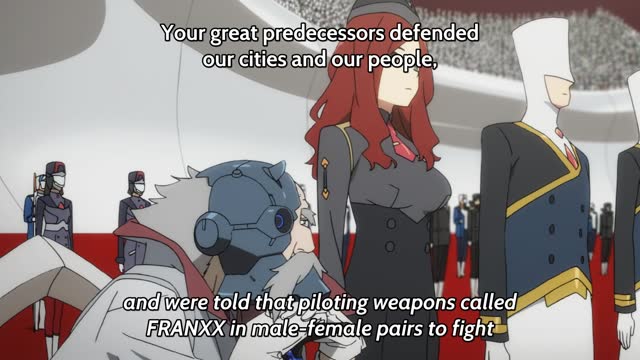 Your great predecessors defended
our cities and our people,
and were told that piloting weapons called
FRANXX in male-female pairs to fight